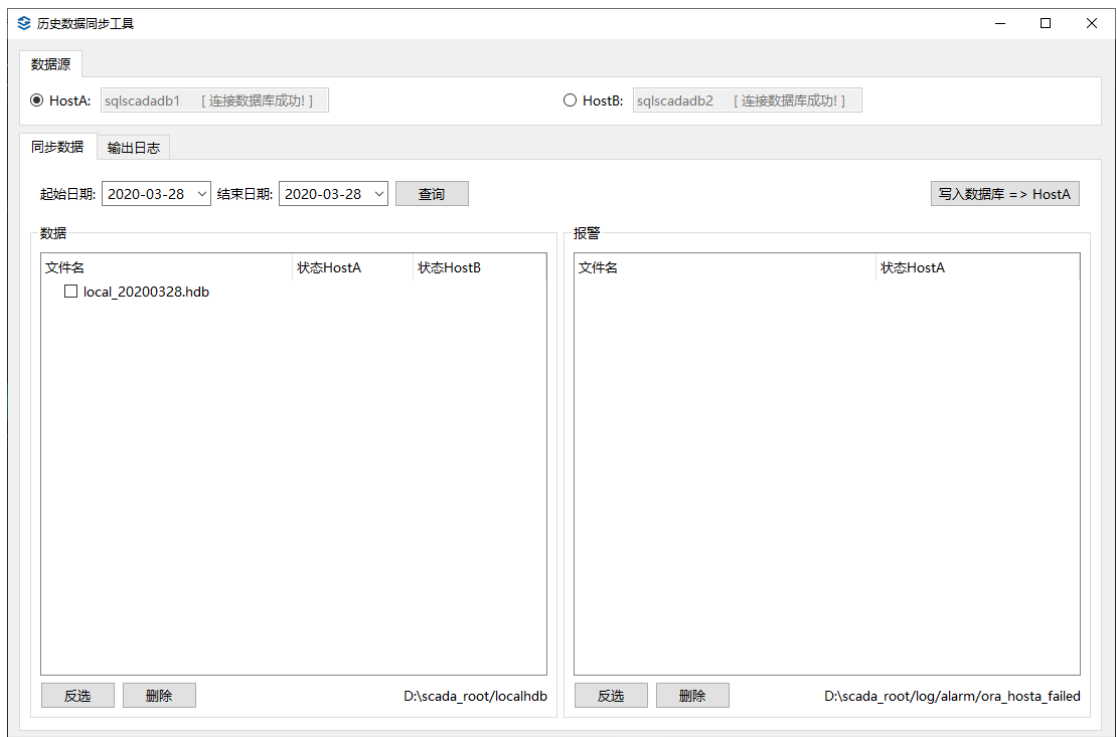 历史数据同步工具
数据源
HostA: sqlscadadb1 [ 连接数据库成功! ] HostB: sqlscadadb2 [ 连接数据库成功! ]
同步数据 输出日志
起始日期: 2020-03-28 结束日期: 2020-03-28 查询 写入数据库 => HostA
数据 报警
文件名 状态HostA 状态HostB 文件名 状态HostA
local_20200328.hdb
反选 删除 D:\scada_root/localhdb 反选 删除 D:\scada_root/log/alarm/ora_hosta_failed